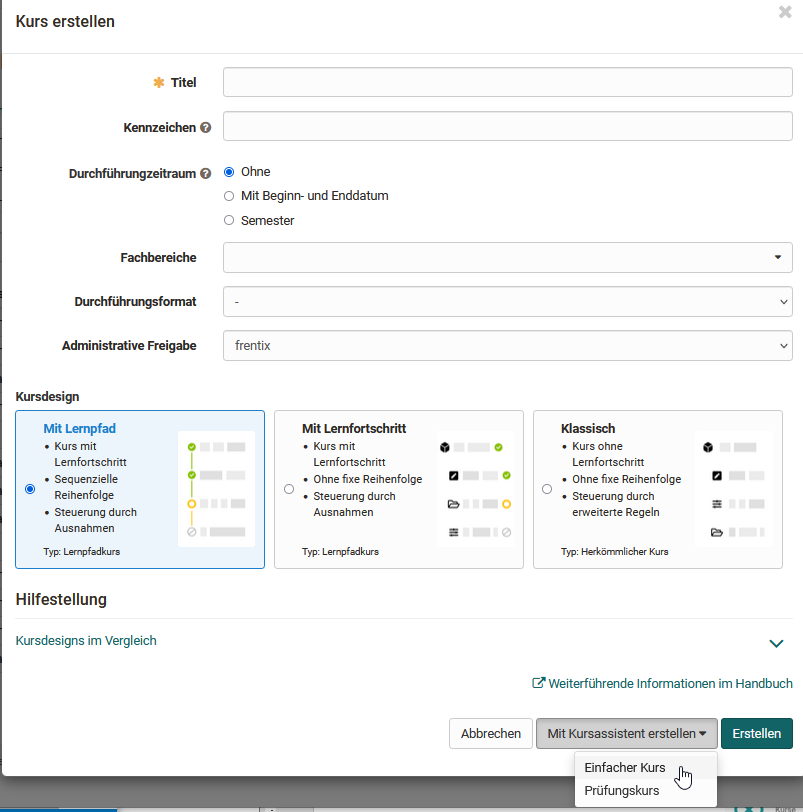 Kurs erstellen
Titel
Kennzeichen
Durchführungszeitraum
Ohne
Mit Beginn- und Enddatum
Semester
Fachbereiche
Durchführungsformat
-
Administrative Freigabe
frentix
Kursdesign
Mit Lernpfad
Kurs mit
Lernfortschritt
Sequenzielle
Reihenfolge
Steuerung durch
Ausnahmen
Typ: Lernpfadkurs
Mit Lernfortschritt
Kurs mit
Lernfortschritt
Ohne fixe Reihenfolge
Steuerung durch
Ausnahmen
Typ: Lernpfadkurs
Klassisch
Kurs ohne
Lernfortschritt
Ohne fixe Reihenfolge
Steuerung durch
erweiterte Regeln
Typ: Herkömmlicher Kurs
Hilfestellung
Kursdesigns im Vergleich
Weiterführende Informationen im Handbuch
Abbrechen
Mit Kursassistent erstellen
Erstellen
Einfacher Kurs
Prüfungskurs